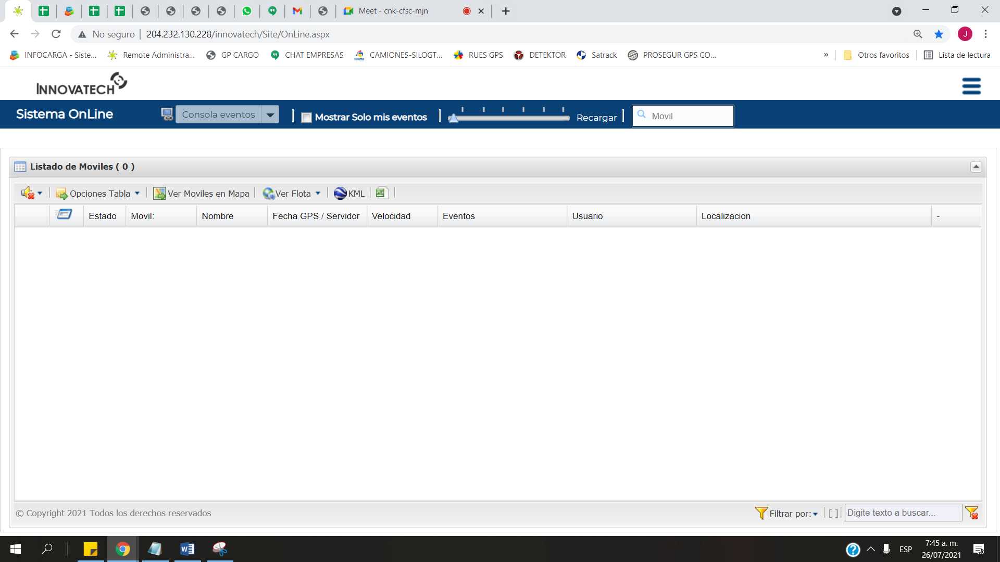 Meet - cnk-cfsc-mjn
No seguro | 204.232.130.228/innovatech/Site/OnLine.aspx
J
INFOCARGA - Siste... Remote Administra... GP CARGO CHAT EMPRESAS CAMIONES-SILOGT... RUES GPS DETEKTOR Satrack PROSEGUR GPS CO... » Otros favoritos Lista de lectura
INNOVATECH
Sistema OnLine Consola eventos Mostrar Solo mis eventos Recargar Movil
Listado de Moviles ( 0 )
Opciones Tabla Ver Moviles en Mapa Ver Flota KML
Estado Movil: Nombre Fecha GPS / Servidor Velocidad Eventos Usuario Localizacion -
© Copyright 2021 Todos los derechos reservados Filtrar por: [ ] Digite texto a buscar...
ESP 7:45 a. m.
26/07/2021